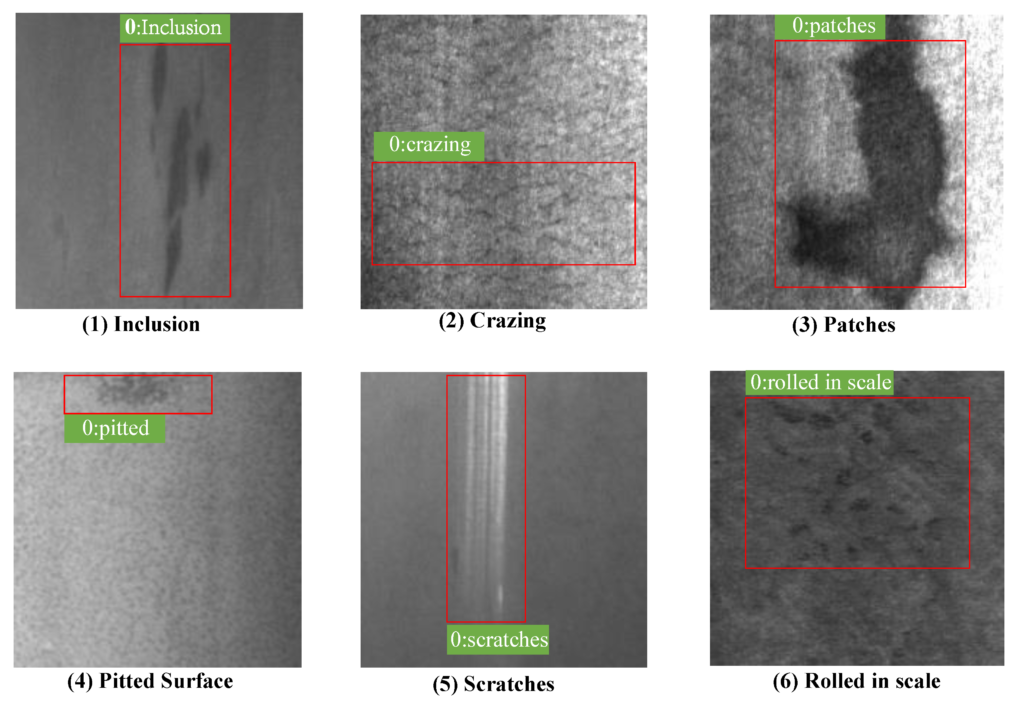 0:Inclusion
(1) Inclusion
0:crazing
(2) Crazing
0:patches
(3) Patches
0:pitted
(4) Pitted Surface
0:scratches
(5) Scratches
0:rolled in scale
(6) Rolled in scale